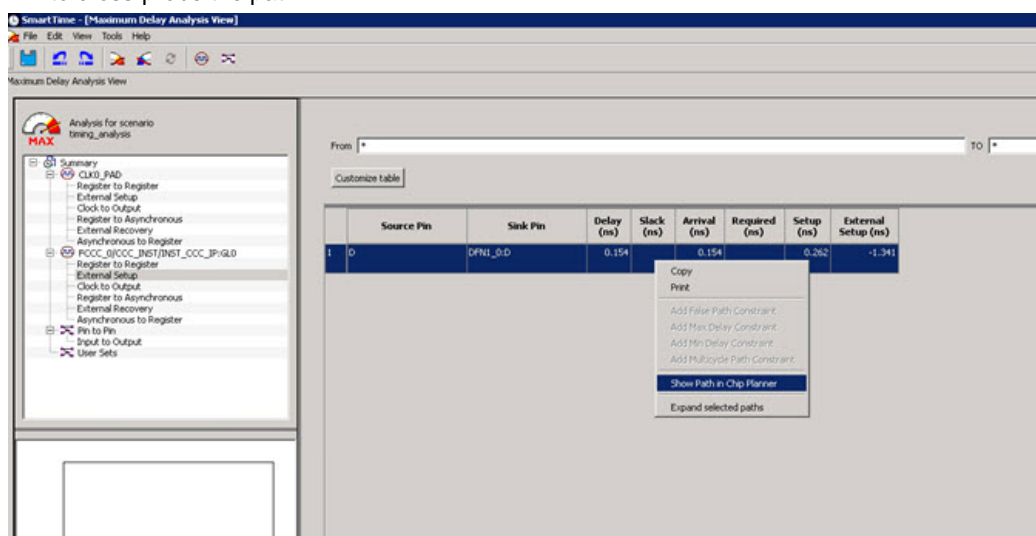 SmartTime - [Maximum Delay Analysis View]
File Edit View Tools Help
Maximum Delay Analysis View
MAX
Analysis for scenario
timing_analysis
Summary
CLK0_PAD
Register to Register
External Setup
Clock to Output
Register to Asynchronous
External Recovery
Asynchronous to Register
FCCC_0/CCC_INST/INST_CCC_IP:GL0
Register to Register
External Setup
Clock to Output
Register to Asynchronous
External Recovery
Asynchronous to Register
Pin to Pin
Input to Output
User Sets
From * TO *
Customize table
Source Pin Sink Pin Delay (ns) Slack (ns) Arrival (ns) Required (ns) Setup (ns) External Setup (ns)
1 D DFN1_0:D 0.154 0.154 0.262 -1.341
Copy
Print
Add False Path Constraint
Add Max Delay Constraint
Add Min Delay Constraint
Add Multicycle Path Constraint
Show Path in Chip Planner
Expand selected paths